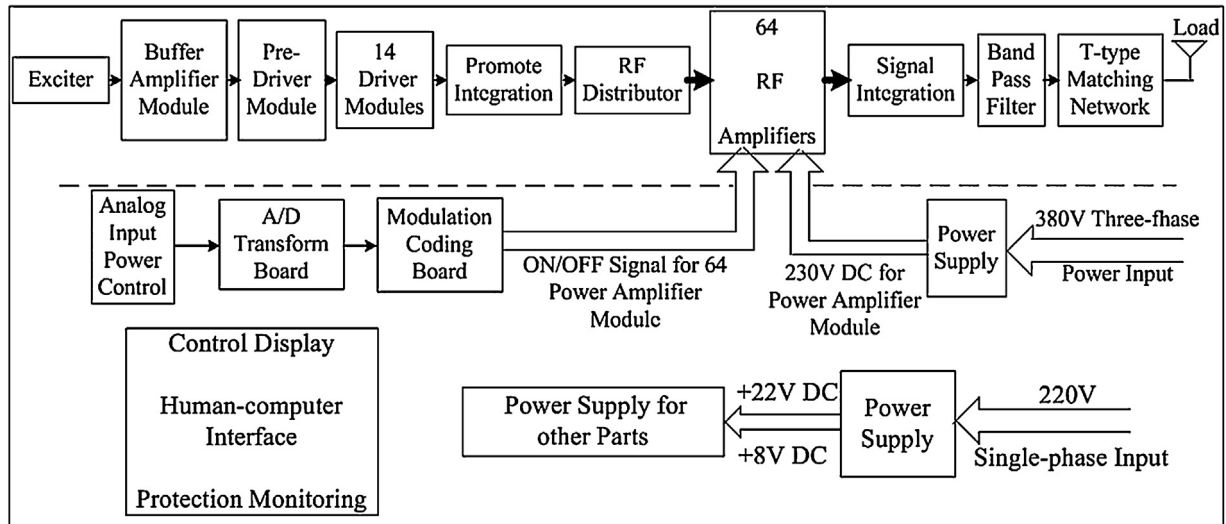 Exciter
Buffer
Amplifier
Module
Pre-
Driver
Module
14
Driver
Modules
Promote
Intcgration
RF
Distributor
64
RF
Amplifiers
Signal
Intcgration
Band
Pass
Filter
T-type
Matching
Network
Load
Analog
Input
Power
Control
A/D
Transform
Board
Modulation
Coding
Board
ON/OFF Signal for 64
Power Amplifier
Modulc
230V DC for
Power Amplifier
Module
Power
Supply
380V Three-fhase
Power Input
Control Display
Human-computer
Interface
Protection Monitoring
Power Supply for
other Parts
+22V DC
+8V DC
Power
Supply
220V
Single-phase Input